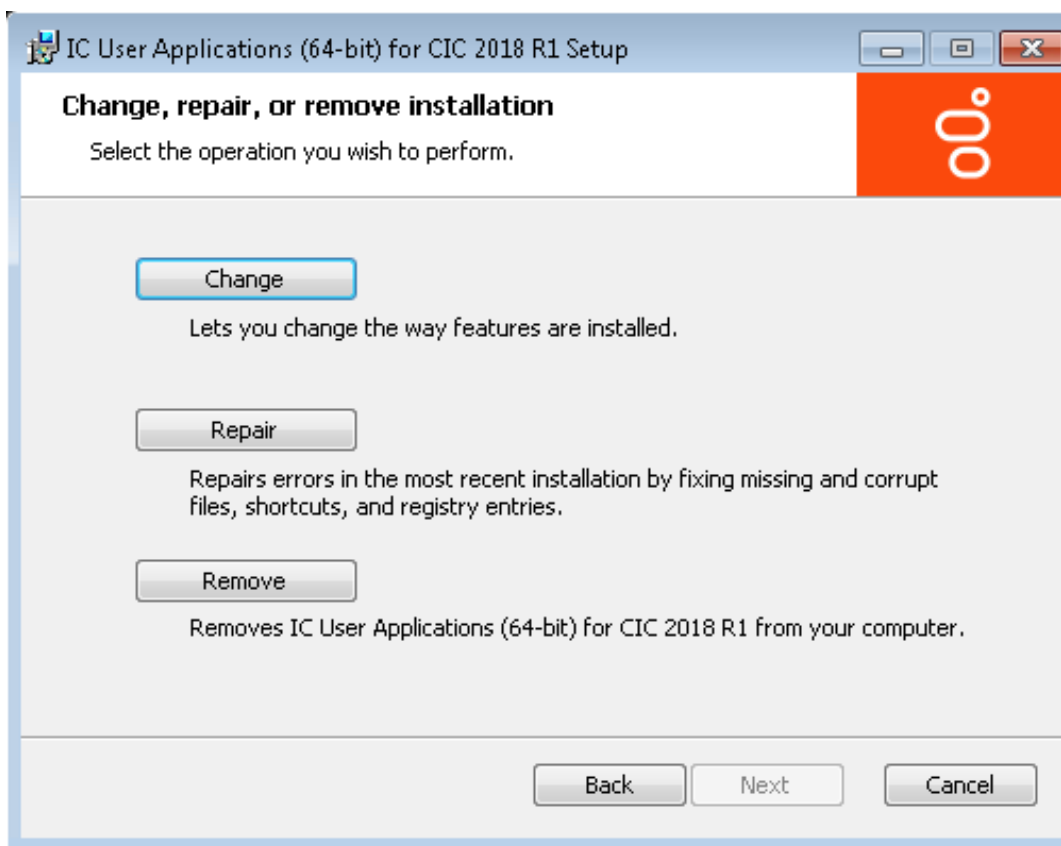 IC User Applications (64-bit) for CIC 2018 R1 Setup
Change, repair, or remove installation
Select the operation you wish to perform.
Change
Lets you change the way features are installed.
Repair
Repairs errors in the most recent installation by fixing missing and corrupt
files, shortcuts, and registry entries.
Remove
Removes IC User Applications (64-bit) for CIC 2018 R1 from your computer.
Back Next Cancel